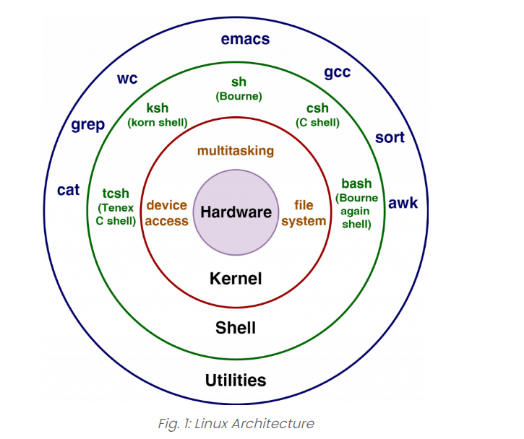 emacs
wc
gcc
sh
(Bourne)
ksh
(korn shell)
csh
(C shell)
grep
sort
multitasking
cat
tcsh
(Tenex
C shell)
device
access
Hardware
file
system
bash
(Bourne
again
shell)
awk
Kernel
Shell
Utilities
Fig. 1: Linux Architecture